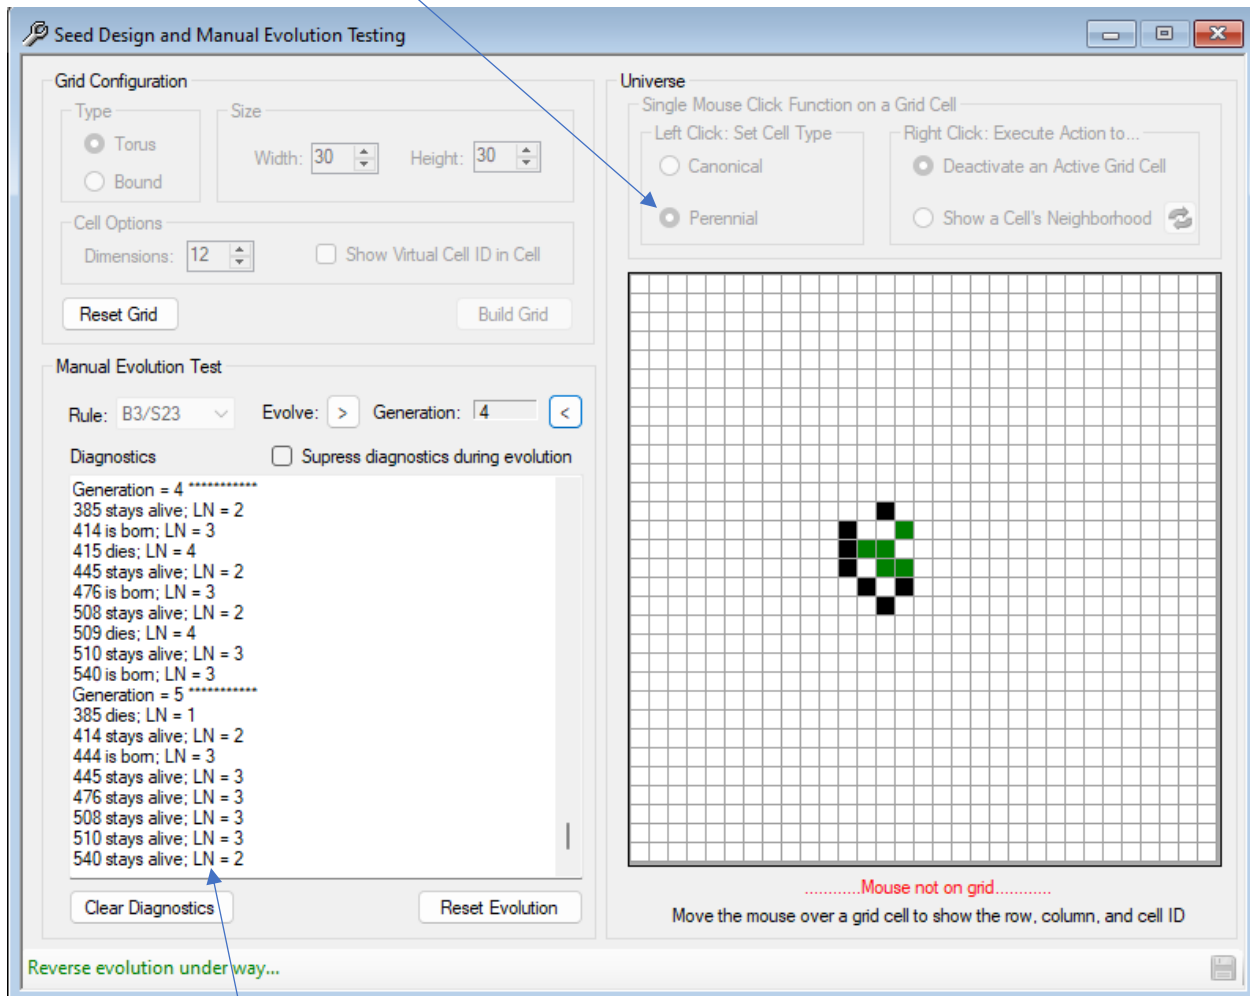 Seed Design and Manual Evolution Testing
Grid Configuration
Type
Torus
Bound
Size
Width: 30
Height: 30
Cell Options
Dimensions: 12
Show Virtual Cell ID in Cell
Reset Grid
Build Grid
Manual Evolution Test
Rule: B3/S23
Evolve: >
Generation: 4
<
Diagnostics
Supress diagnostics during evolution
Generation = 4 ***********
385 stays alive; LN = 2
414 is born; LN = 3
415 dies; LN = 4
445 stays alive; LN = 2
476 is born; LN = 3
508 stays alive; LN = 2
509 dies; LN = 4
510 stays alive; LN = 3
540 is born; LN = 3
Generation = 5 ***********
385 dies; LN = 1
414 stays alive; LN = 2
444 is born; LN = 3
445 stays alive; LN = 3
476 stays alive; LN = 3
508 stays alive; LN = 3
510 stays alive; LN = 3
540 stays alive; LN = 2
Clear Diagnostics
Reset Evolution
Universe
Single Mouse Click Function on a Grid Cell
Left Click: Set Cell Type
Canonical
Perennial
Right Click: Execute Action to...
Deactivate an Active Grid Cell
Show a Cell's Neighborhood
............Mouse not on grid............
Move the mouse over a grid cell to show the row, column, and cell ID
Reverse evolution under way...